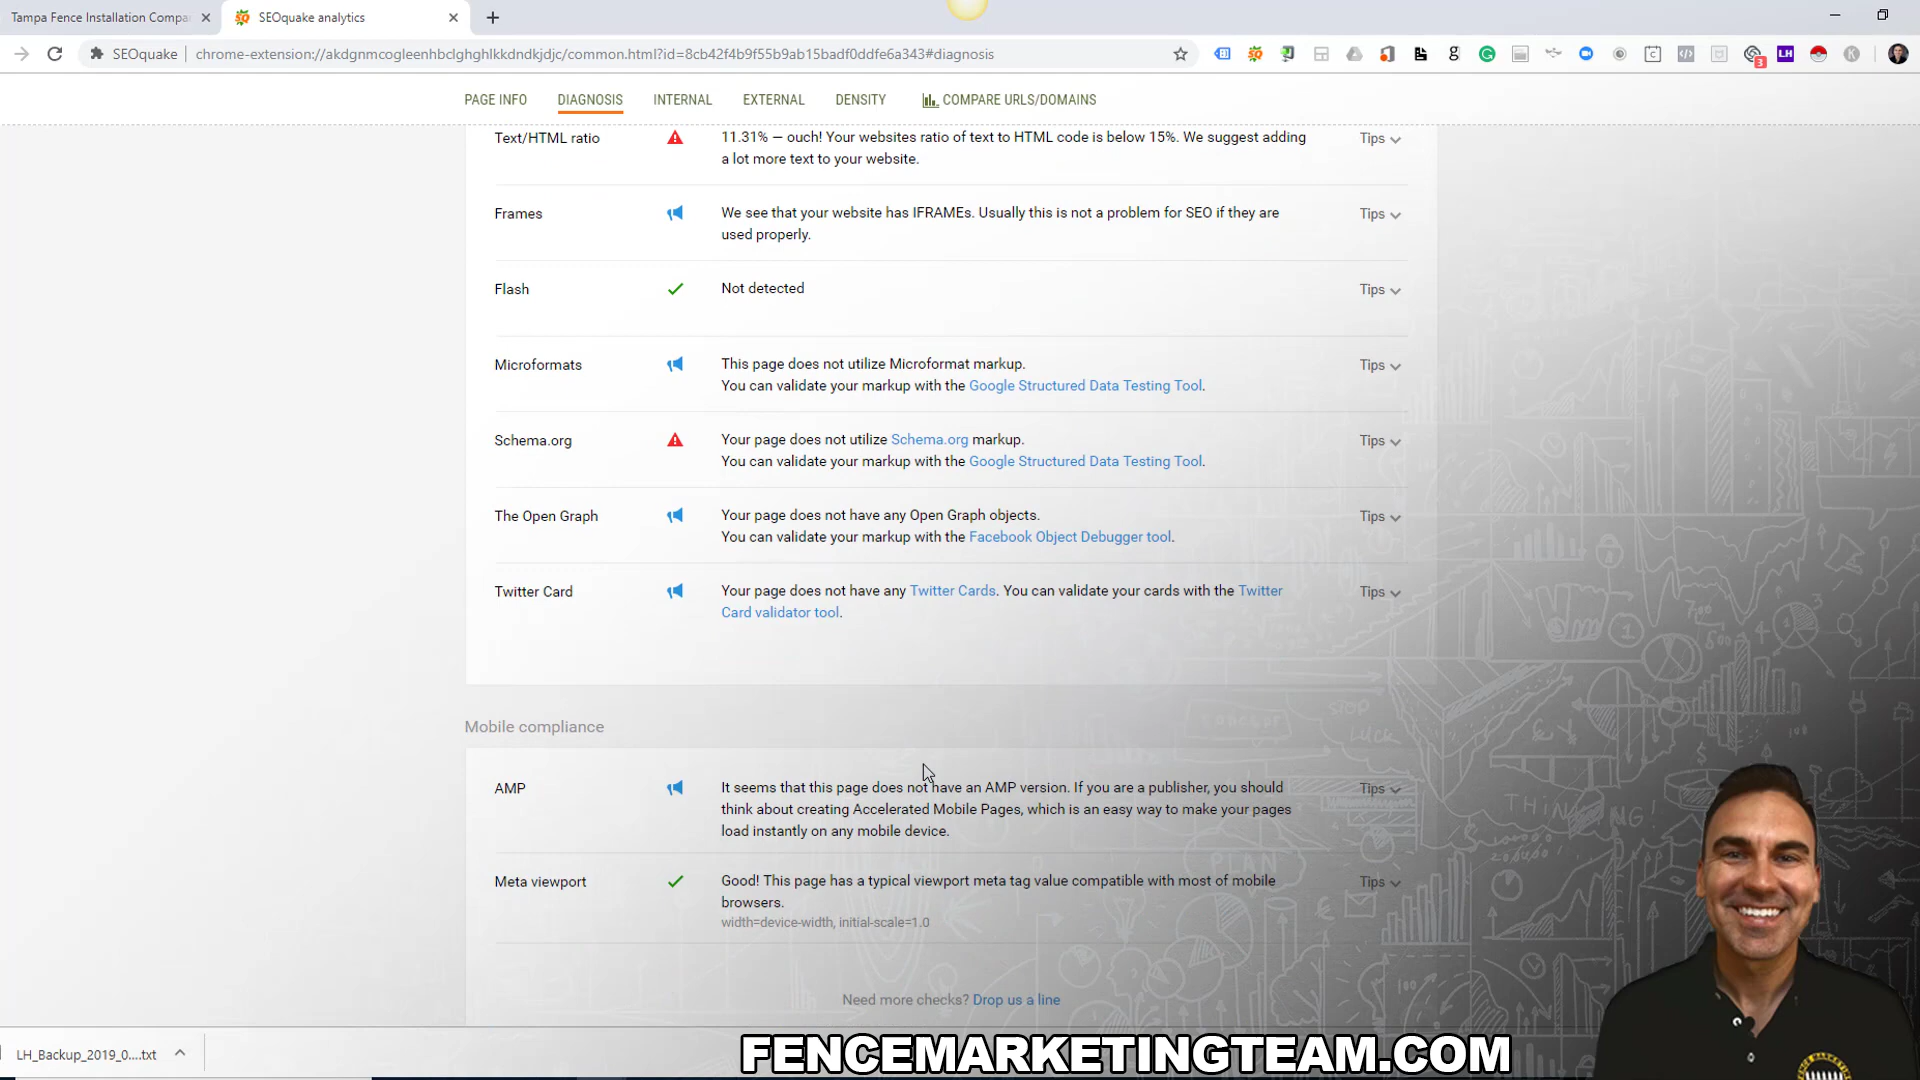 Tampa Fence Installation Compa
SEOquake analytics
SEOquake
chrome-extension://akdgnmcogleenhbclghghlkkdndkjdjc/common.html?id=8cb42f4b9f55b9ab15badf0ddfe6a343#diagnosis
PAGE INFO
DIAGNOSIS
INTERNAL
EXTERNAL
DENSITY
COMPARE URLS/DOMAINS
Text/HTML ratio
11.31% — ouch! Your websites ratio of text to HTML code is below 15%. We suggest adding
a lot more text to your website.
Tips
Frames
We see that your website has IFRAMEs. Usually this is not a problem for SEO if they are
used properly.
Tips
Flash
Not detected
Tips
Microformats
This page does not utilize Microformat markup.
You can validate your markup with the Google Structured Data Testing Tool.
Tips
Schema.org
Your page does not utilize Schema.org markup.
You can validate your markup with the Google Structured Data Testing Tool.
Tips
The Open Graph
Your page does not have any Open Graph objects.
You can validate your markup with the Facebook Object Debugger tool.
Tips
Twitter Card
Your page does not have any Twitter Cards. You can validate your cards with the Twitter
Card validator tool.
Tips
Mobile compliance
AMP
It seems that this page does not have an AMP version. If you are a publisher, you should
think about creating Accelerated Mobile Pages, which is an easy way to make your pages
load instantly on any mobile device.
Tips
Meta viewport
Good! This page has a typical viewport meta tag value compatible with most of mobile
browsers.
width=device-width, initial-scale=1.0
Tips
Need more checks? Drop us a line
STOP
LUCK
THiNKiNG
PLAN
LH_Backup_2019_0....txt
FENCEMARKETINGTEAM.COM